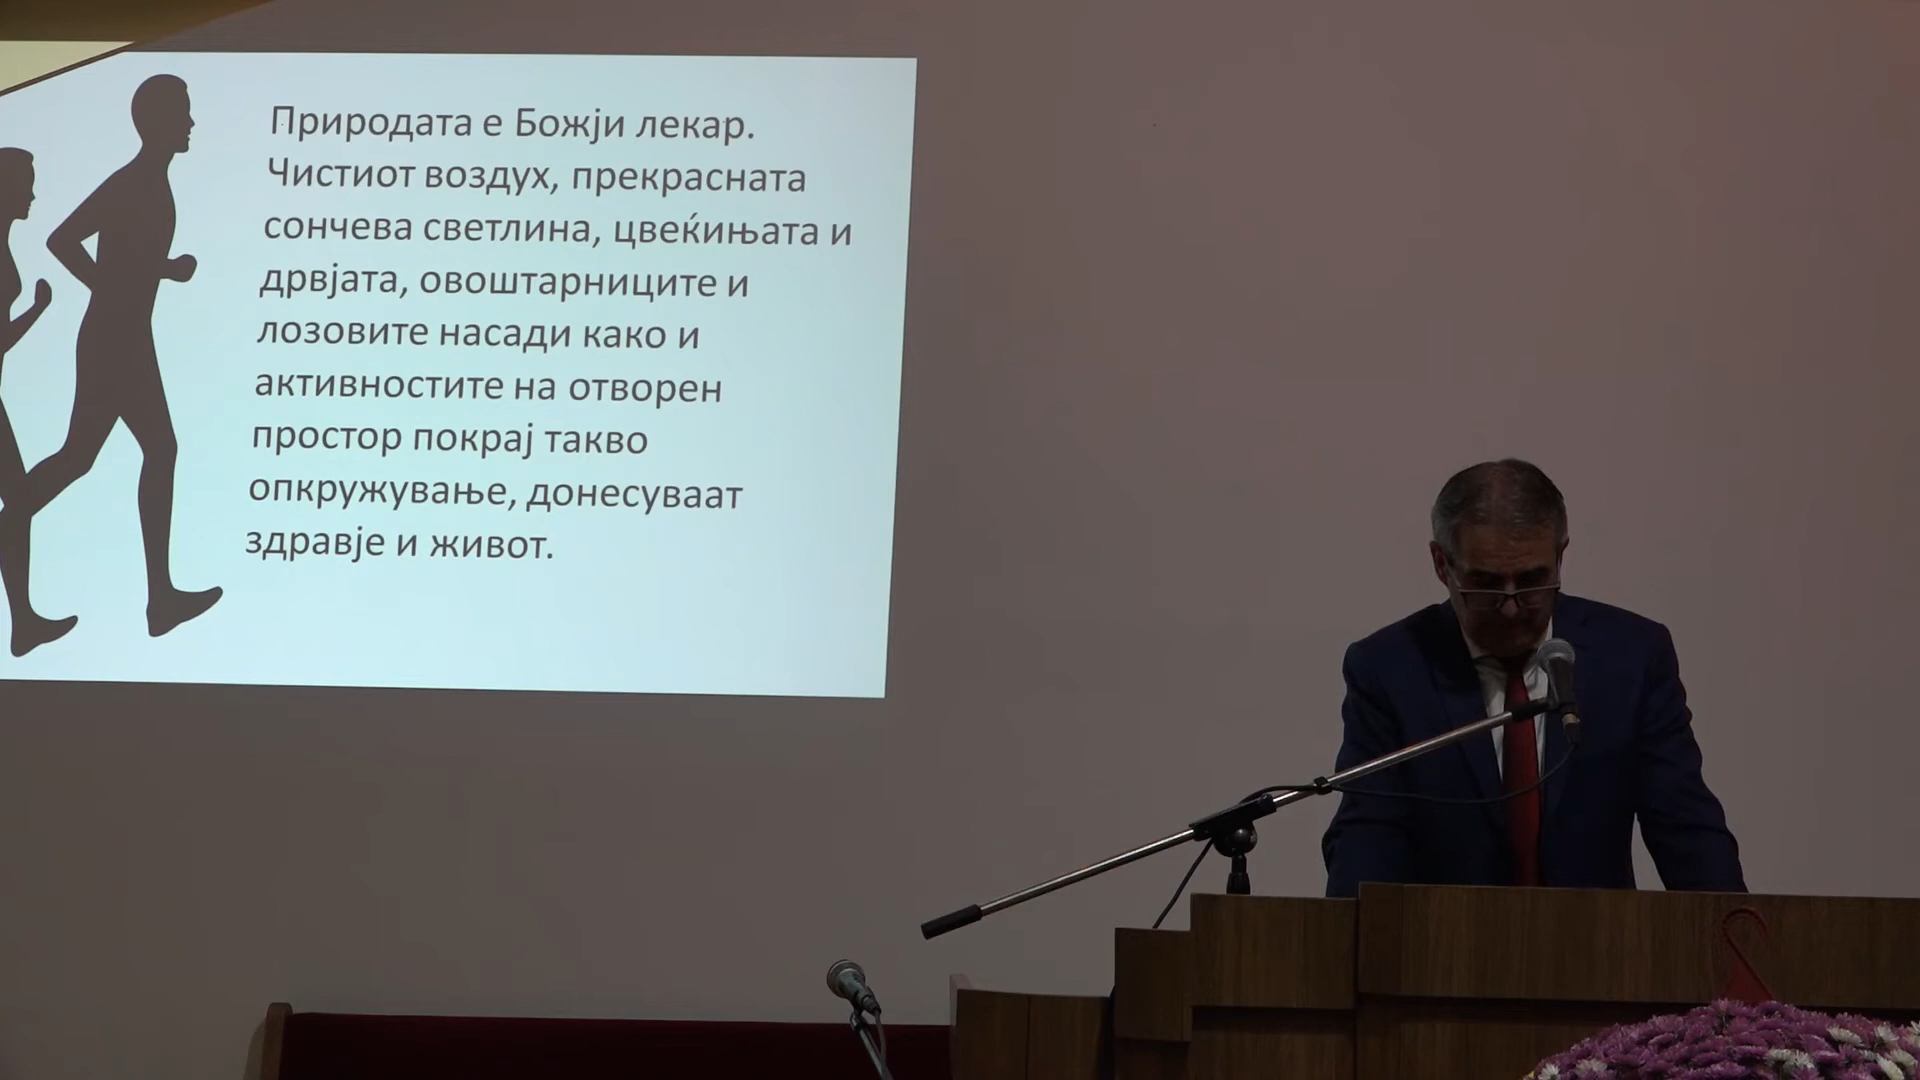 Природата е Божји лекар.
Чистиот воздух, прекрасната
сончева светлина, цвеќињата и
дрвјата, овоштарниците и
лозовите насади како и
активностите на отворен
простор покрај такво
опкружување, донесуваат
здравје и живот.